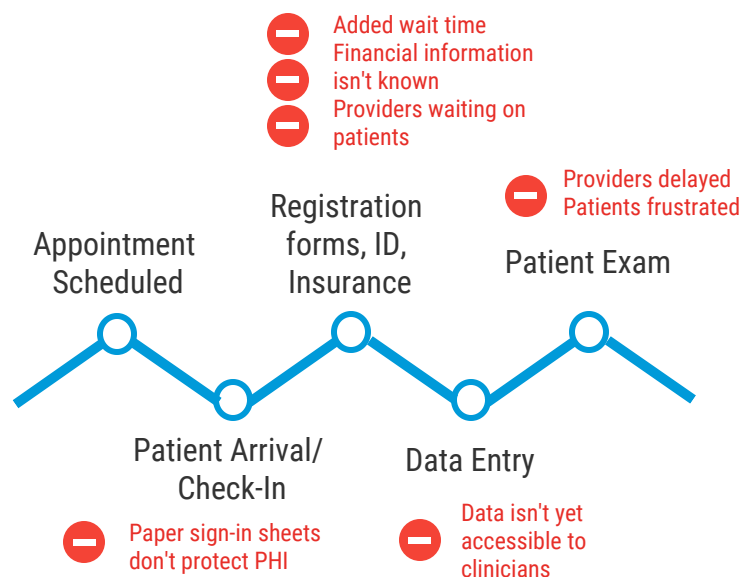 Added wait time
Financial information
isn't known
Providers waiting on
patients
Providers delayed
Patients frustrated
Appointment
Scheduled
Registration
forms, ID,
Insurance
Patient Exam
Patient Arrival/
Check-In
Data Entry
Paper sign-in sheets
don't protect PHI
Data isn't yet
accessible to
clinicians